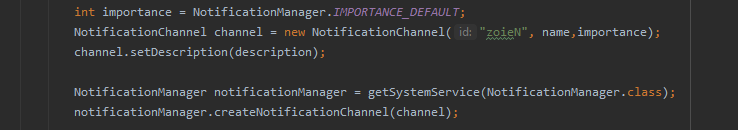 int importance = NotificationManager.IMPORTANCE_DEFAULT;
NotificationChannel channel = new NotificationChannel( id: "zoieN", name,importance);
channel.setDescription(description);
NotificationManager notificationManager = getSystemService(NotificationManager.class);
notificationManager.createNotificationChannel(channel);